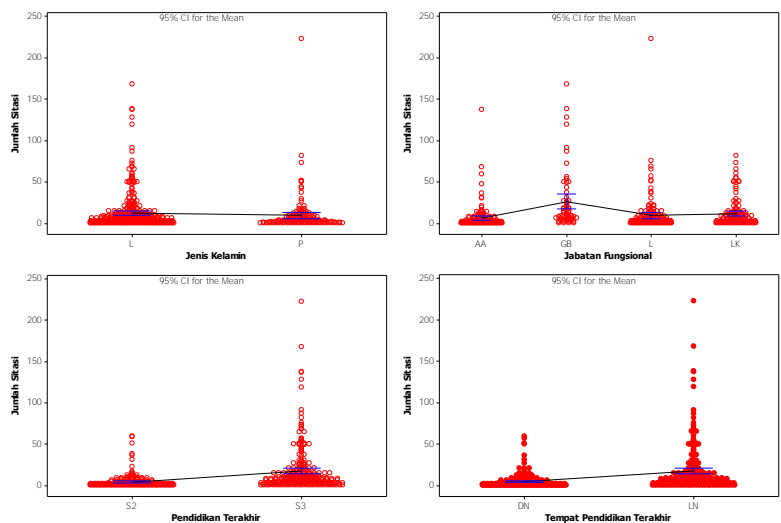 95% CI for the Mean
250
200
150
100
50
0
Jumlah Sitasi
L
P
Jenis Kelamin
95% CI for the Mean
250
200
150
100
50
0
Jumlah Sitasi
AA
GB
L
LK
Jabatan Fungsional
95% CI for the Mean
250
200
150
100
50
0
Jumlah Sitasi
S2
S3
Pendidikan Terakhir
95% CI for the Mean
250
200
150
100
50
0
Jumlah Sitasi
DN
LN
Tempat Pendidikan Terakhir